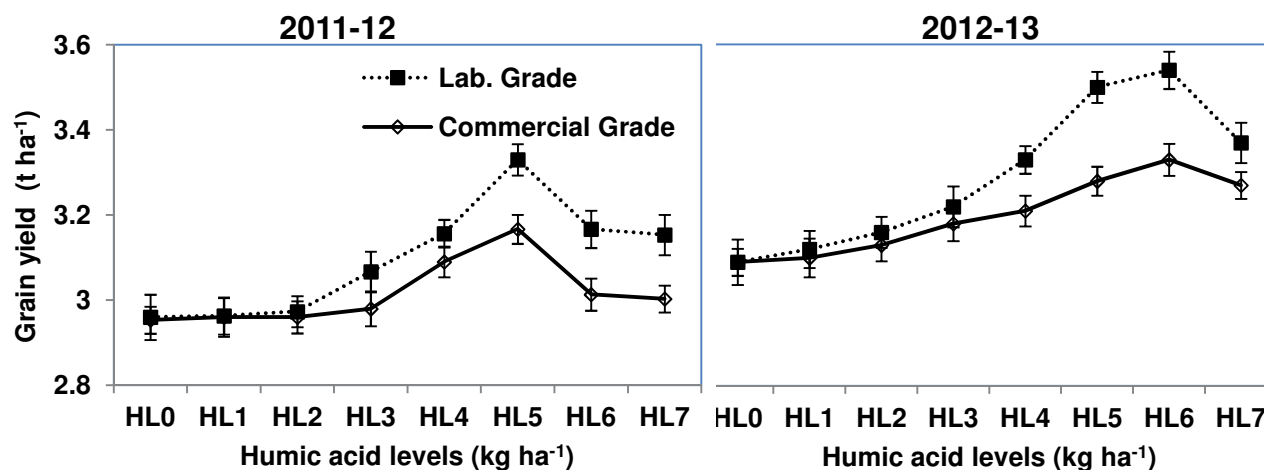 2011-12
2012-13
3.6
3.4
3.2
3
2.8
Grain yield (t ha⁻¹)
Lab. Grade
Commercial Grade
HL0 HL1 HL2 HL3 HL4 HL5 HL6 HL7
HL0 HL1 HL2 HL3 HL4 HL5 HL6 HL7
Humic acid levels (kg ha⁻¹)
Humic acid levels (kg ha⁻¹)